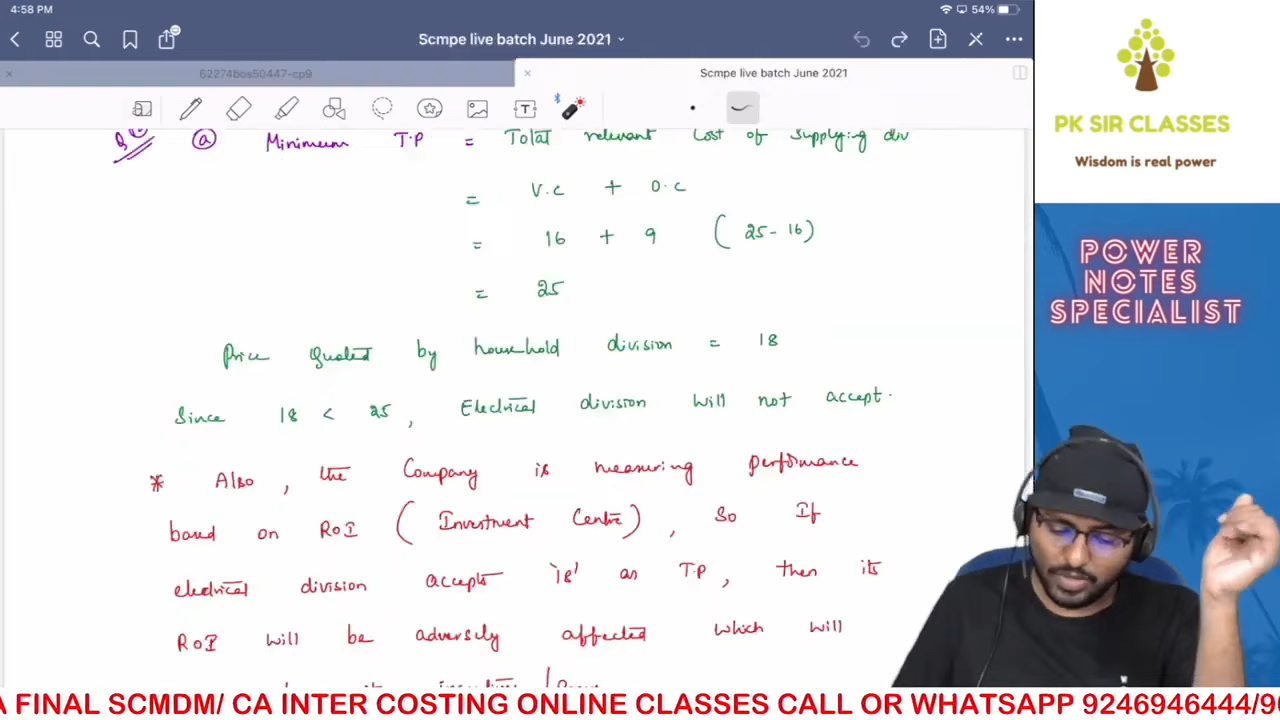 4:58 PM
54%
Scmpe live batch June 2021
62274bos50447-cp9
Scmpe live batch June 2021
(a) Minimum T.P = Total relevant Cost of Supplying div
= V.C + O.C
= 16 + 9 (25-16)
= 25
Price Quoted by household division = 18
Since 18 < 25, Electrical division will not accept.
* Also, the Company is measuring performance
based on ROI (Investment Centre), So If
electrical division accepts '18' as T.P, then its
ROI will be adversely affected which will
PK SIR CLASSES
Wisdom is real power
POWER
NOTES
SPECIALIST
A FINAL SCMDM/ CA INTER COSTING ONLINE CLASSES CALL OR WHATSAPP 9246946444/90